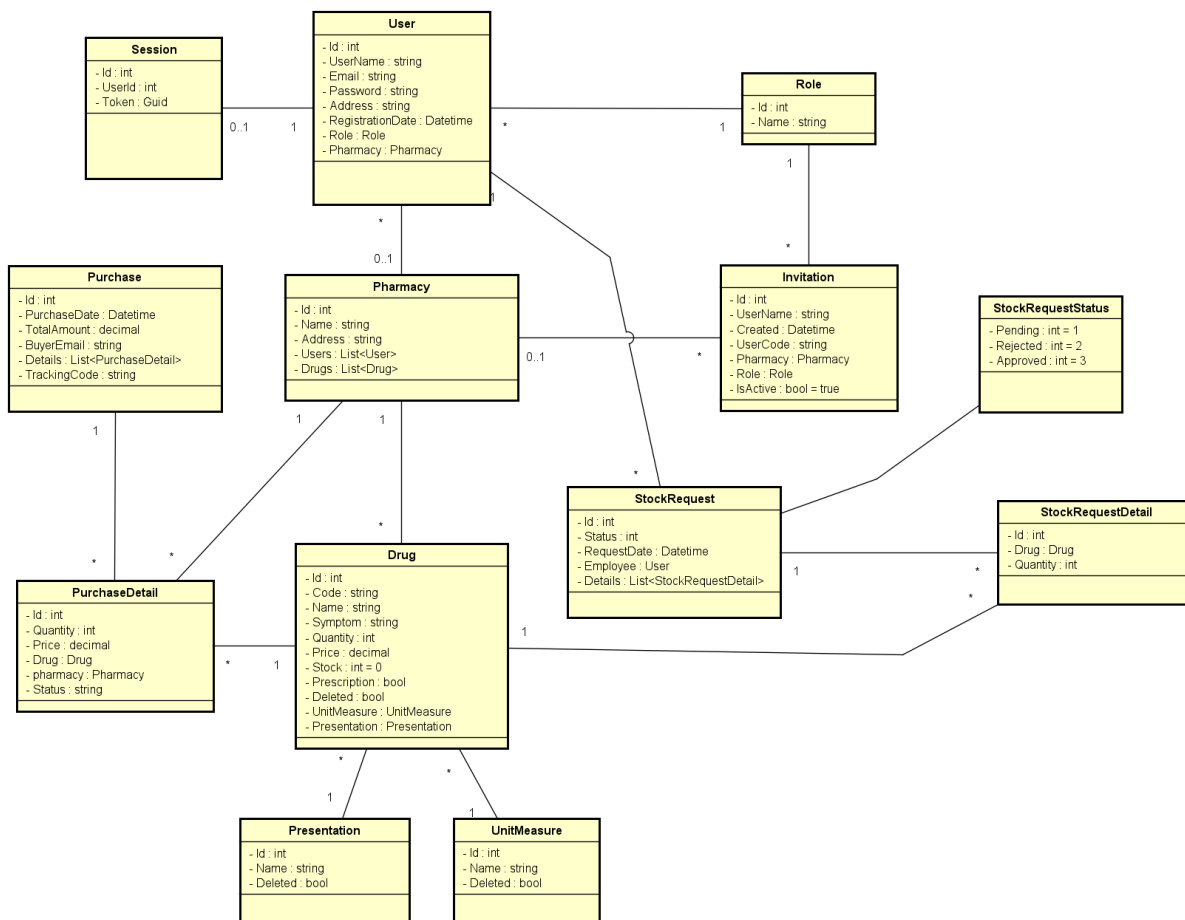 User
- Id : int
- UserName : string
- Email : string
- Password : string
- Address : string
- RegistrationDate : Datetime
- Role : Role
- Pharmacy : Pharmacy
Session
- Id : int
- UserId : int
- Token : Guid
Role
- Id : int
- Name : string
0..1
1
*
1
1
1
*
0..1
*
Purchase
- Id : int
- PurchaseDate : Datetime
- TotalAmount : decimal
- BuyerEmail : string
- Details : List<PurchaseDetail>
- TrackingCode : string
Pharmacy
- Id : int
- Name : string
- Address : string
- Users : List<User>
- Drugs : List<Drug>
Invitation
- Id : int
- UserName : string
- Created : Datetime
- UserCode : string
- Pharmacy : Pharmacy
- Role : Role
- IsActive : bool = true
StockRequestStatus
- Pending : int = 1
- Rejected : int = 2
- Approved : int = 3
0..1
*
1
1
1
*
*
*
*
StockRequest
- Id : int
- Status : int
- RequestDate : Datetime
- Employee : User
- Details : List<StockRequestDetail>
StockRequestDetail
- Id : int
- Drug : Drug
- Quantity : int
1
*
*
1
PurchaseDetail
- Id : int
- Quantity : int
- Price : decimal
- Drug : Drug
- pharmacy : Pharmacy
- Status : string
Drug
- Id : int
- Code : string
- Name : string
- Symptom : string
- Quantity : int
- Price : decimal
- Stock : int = 0
- Prescription : bool
- Deleted : bool
- UnitMeasure : UnitMeasure
- Presentation : Presentation
*
1
*
*
1
1
Presentation
- Id : int
- Name : string
- Deleted : bool
UnitMeasure
- Id : int
- Name : string
- Deleted : bool